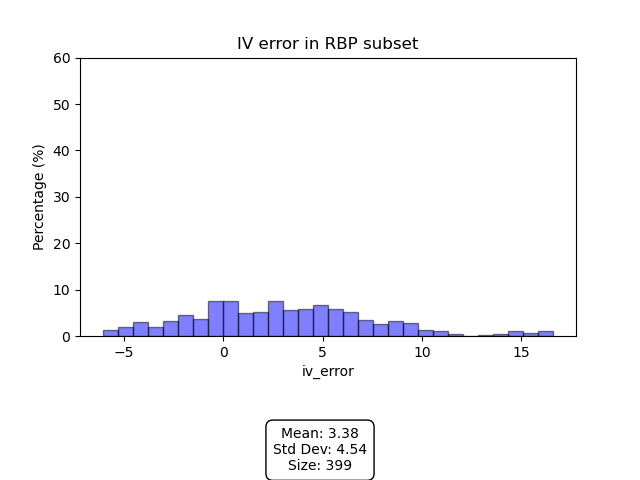 IV error in RBP subset
60
50
40
30
20
10
0
Percentage (%)
−5
0
5
10
15
iv_error
Mean: 3.38
Std Dev: 4.54
Size: 399